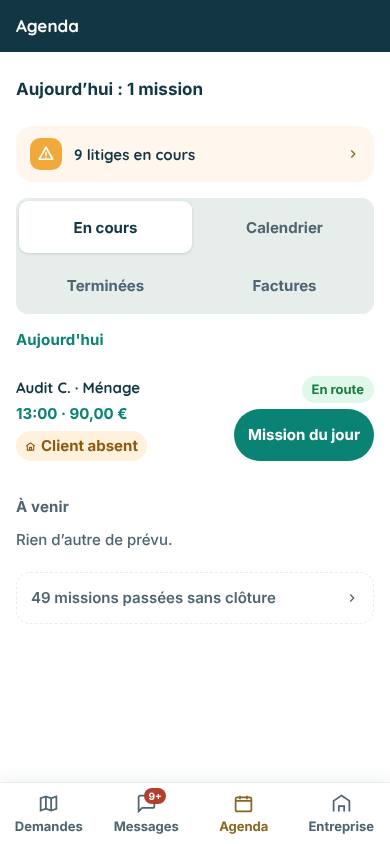 Agenda
Aujourd’hui : 1 mission
9 litiges en cours
En cours
Calendrier
Terminées
Factures
Aujourd'hui
Audit C. · Ménage
En route
13:00 · 90,00 €
Mission du jour
Client absent
À venir
Rien d’autre de prévu.
49 missions passées sans clôture
9+
Demandes
Messages
Agenda
Entreprise